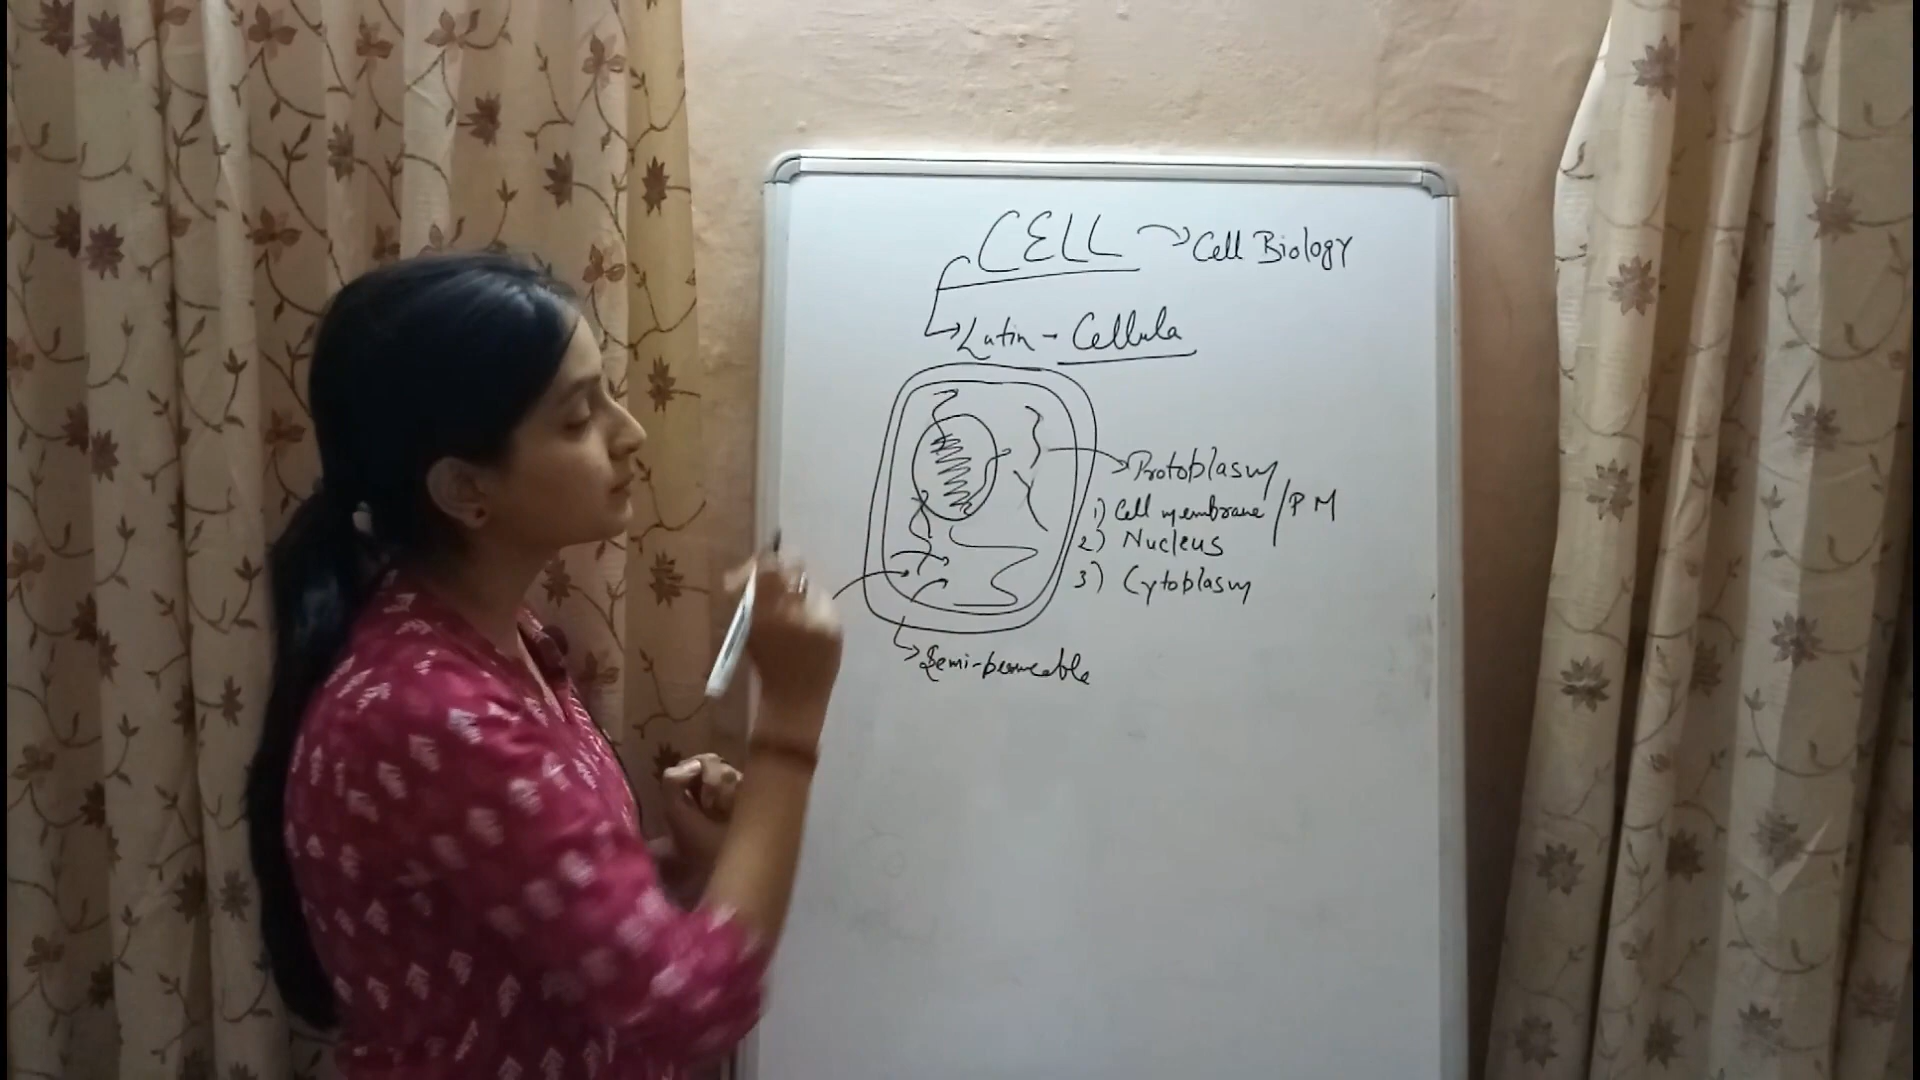 CELL → Cell Biology
→ Latin - Cellula
→ Protoplasm
1) Cell membrane / PM
2) Nucleus
3) Cytoplasm
→ Semi-permeable